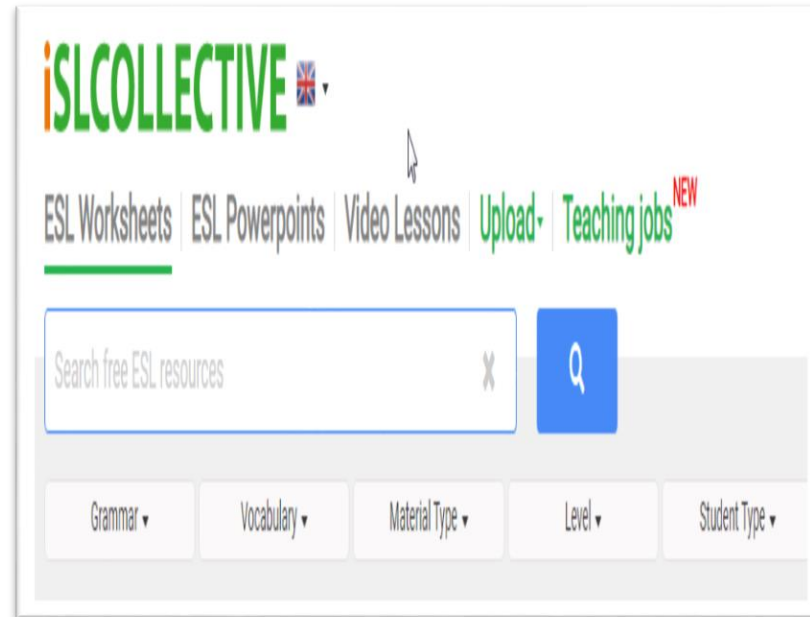 iSLCOLLECTIVE
ESL Worksheets ESL Powerpoints Video Lessons Upload Teaching jobs NEW
Search free ESL resources
Grammar Vocabulary Material Type Level Student Type